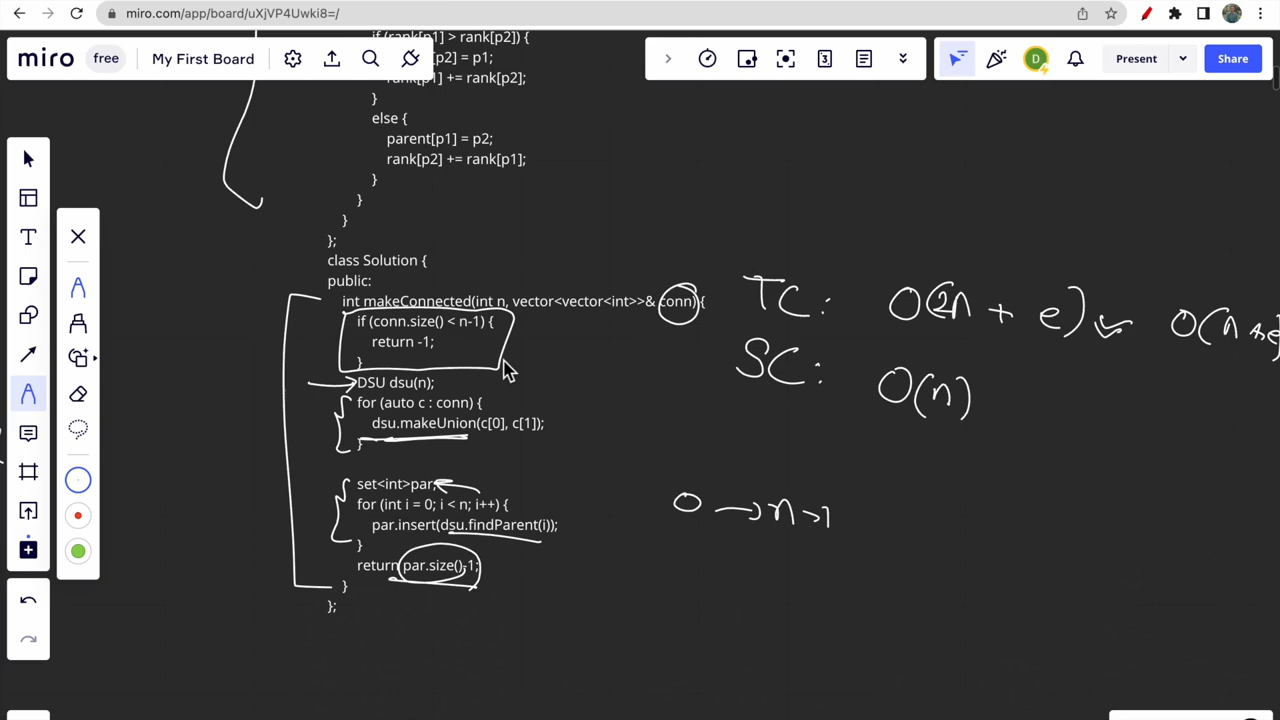 miro.com/app/board/uXjVP4Uwki8=/
miro free My First Board Present Share
if (rank[p1] > rank[p2]) {
[p2] = p1;
rank[p1] += rank[p2];
}
else {
parent[p1] = p2;
rank[p2] += rank[p1];
}
}
}
};
class Solution {
public:
int makeConnected(int n, vector<vector<int>>& conn) {
if (conn.size() < n-1) {
return -1;
}
DSU dsu(n);
for (auto c : conn) {
dsu.makeUnion(c[0], c[1]);
}
set<int>par;
for (int i = 0; i < n; i++) {
par.insert(dsu.findParent(i));
}
return par.size()-1;
}
};
TC: O(2n + e) O(n +e
SC: O(n)
0 → n-1